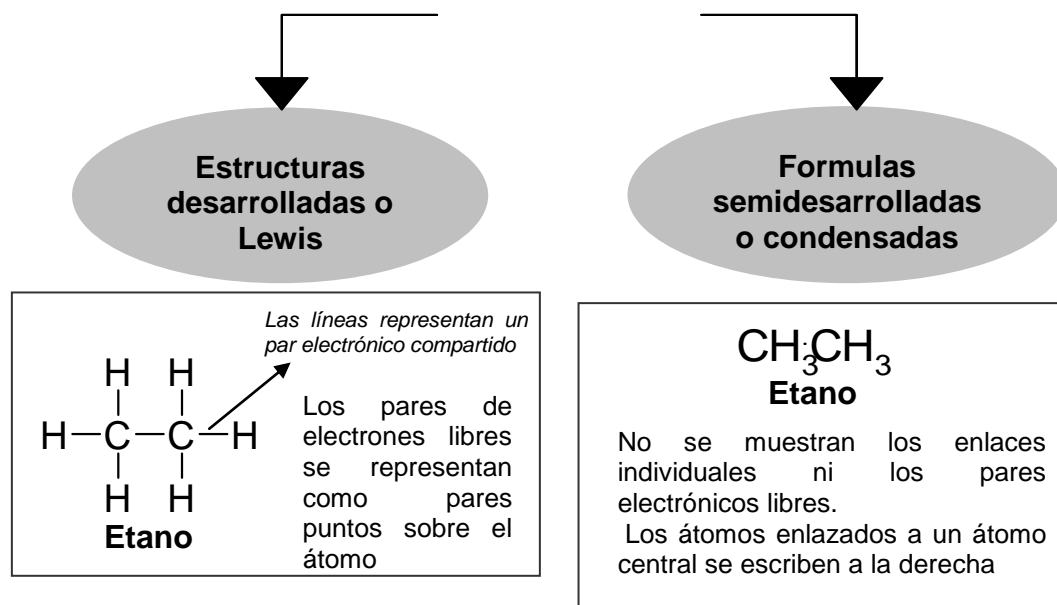 Estructuras
desarrolladas o
Lewis
Formulas
semidesarrolladas
o condensadas
Las líneas representan un
par electrónico compartido
H H
H C C H
H H
Etano
Los pares de
electrones libres
se representan
como pares
puntos sobre el
átomo
CH3CH3
Etano
No se muestran los enlaces
individuales ni los pares
electrónicos libres.
Los átomos enlazados a un átomo
central se escriben a la derecha